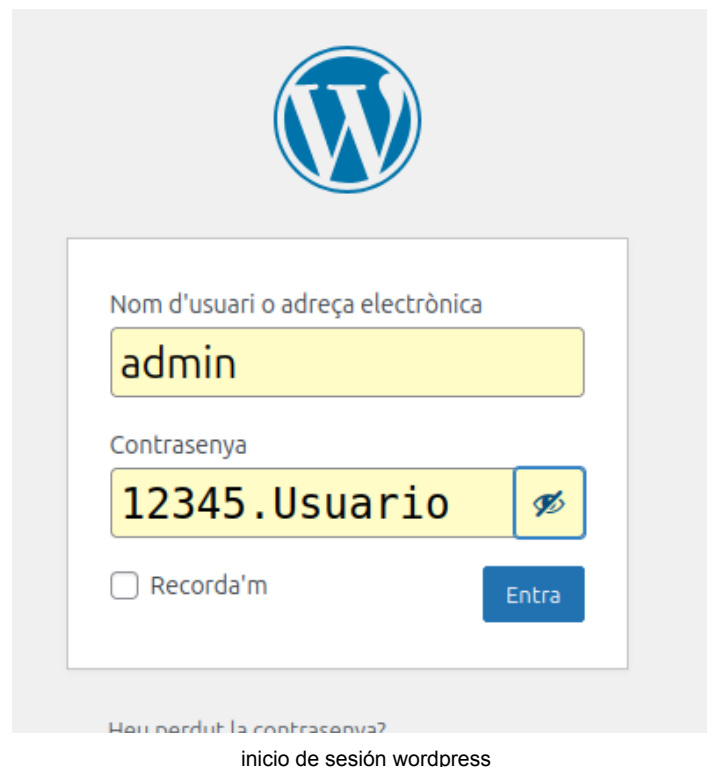 Nom d'usuari o adreça electrònica
admin
Contrasenya
12345.Usuario
Recorda'm
Entra
Heu perdut la contrasenya?
inicio de sesión wordpress